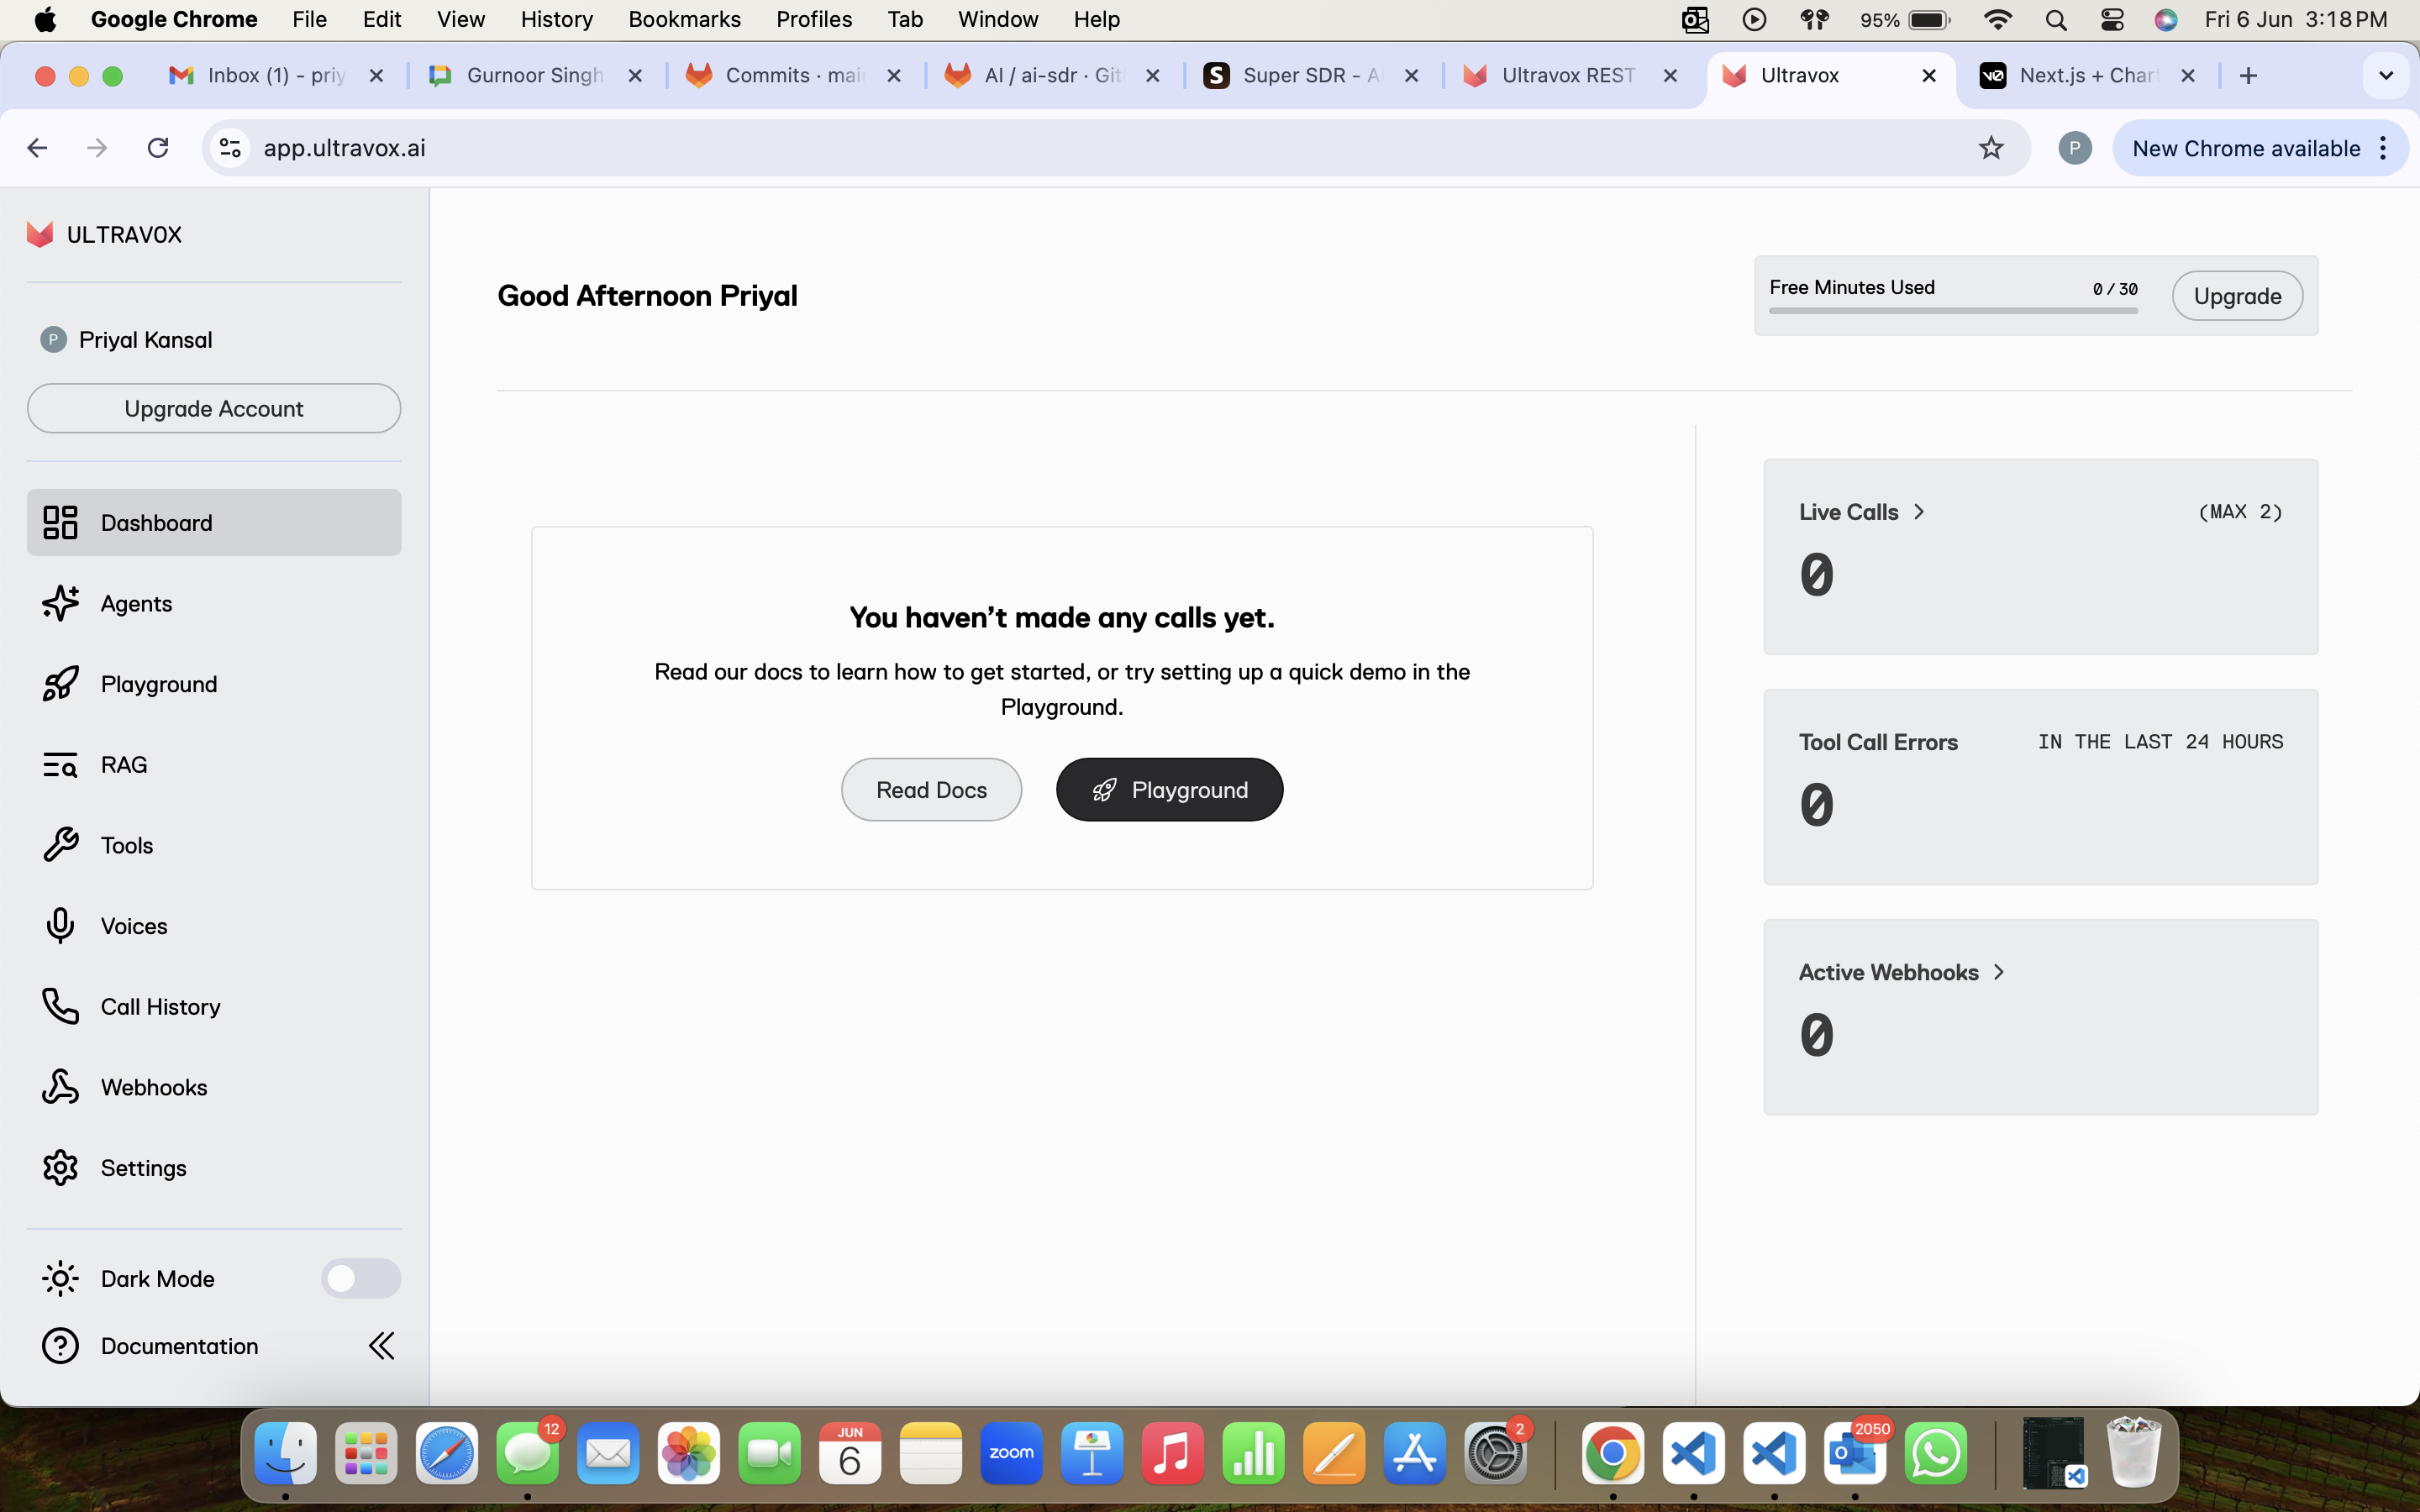 Google Chrome File Edit View History Bookmarks Profiles Tab Window Help 95% Fri 6 Jun 3:18 PM
Inbox (1) - priy Gurnoor Singh Commits · mai AI / ai-sdr · Git Super SDR - A Ultravox REST Ultravox Next.js + Char
app.ultravox.ai P New Chrome available
ULTRAVOX
P Priyal Kansal
Upgrade Account
Dashboard
Agents
Playground
RAG
Tools
Voices
Call History
Webhooks
Settings
Dark Mode
Documentation
Good Afternoon Priyal
Free Minutes Used 0 / 30
Upgrade
You haven’t made any calls yet.
Read our docs to learn how to get started, or try setting up a quick demo in the
Playground.
Read Docs Playground
Live Calls (MAX 2)
0
Tool Call Errors IN THE LAST 24 HOURS
0
Active Webhooks
0
12 JUN 6 zoom 2 2050